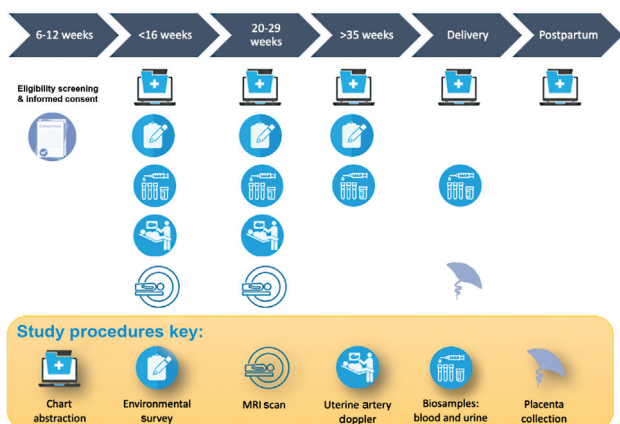 6-12 weeks
<16 weeks
20-29
weeks
>35 weeks
Delivery
Postpartum
Eligibility screening
& informed consent
Study procedures key:
Chart
abstraction
Environmental
survey
MRI scan
Uterine artery
doppler
Biosamples:
blood and urine
Placenta
collection